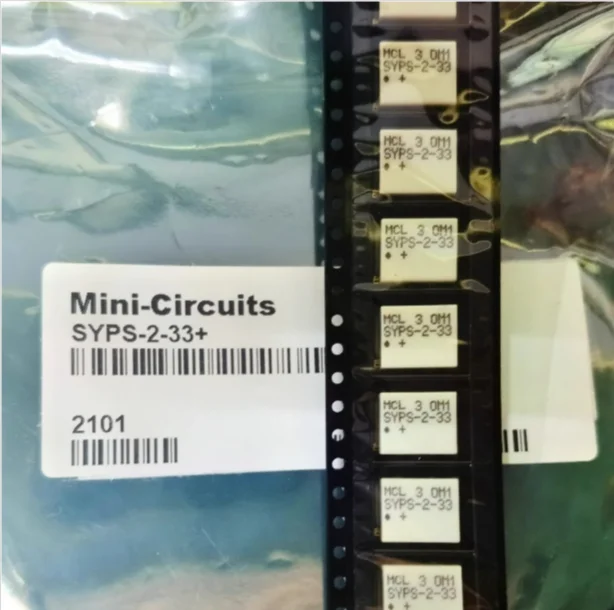 MCL 3 OM1
SYPS-2-33
+
MCL 3 OM1
SYPS-2-33
+
MCL 3 OM1
SYPS-2-33
+
Mini-Circuits
SYPS-2-33+
2101
MCL 3 OM1
SYPS-2-33
+
MCL 3 OM1
SYPS-2-33
+
MCL 3 OM1
SYPS-2-33
+
MCL 3 OM1
SYPS-2-33
+